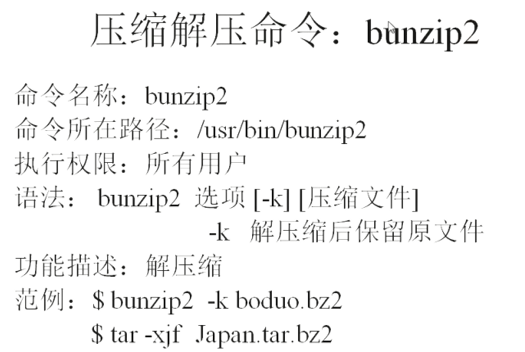 压缩解压命令：bunzip2
命令名称：bunzip2
命令所在路径：/usr/bin/bunzip2
执行权限：所有用户
语法： bunzip2 选项 [-k] [压缩文件]
-k 解压缩后保留原文件
功能描述：解压缩
范例：$ bunzip2 -k boduo.bz2
$ tar -xjf Japan.tar.bz2